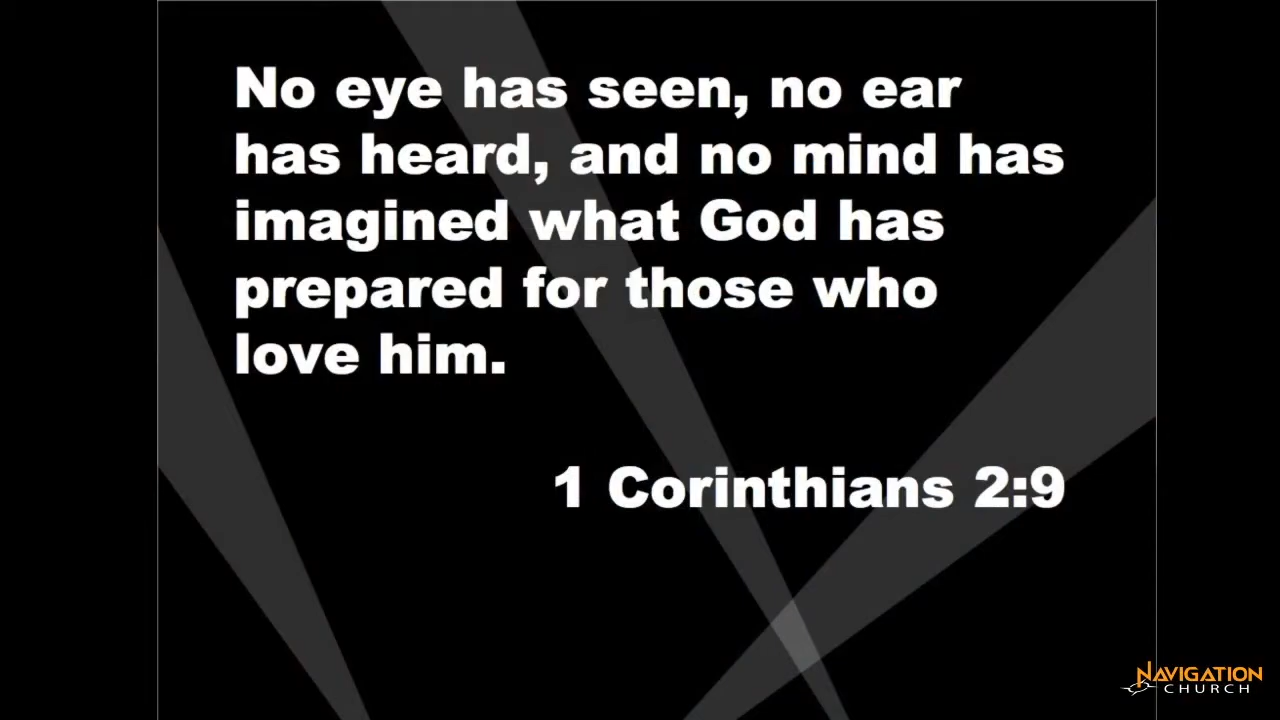 No eye has seen, no ear
has heard, and no mind has
imagined what God has
prepared for those who
love him.
1 Corinthians 2:9
NAVIGATION
CHURCH